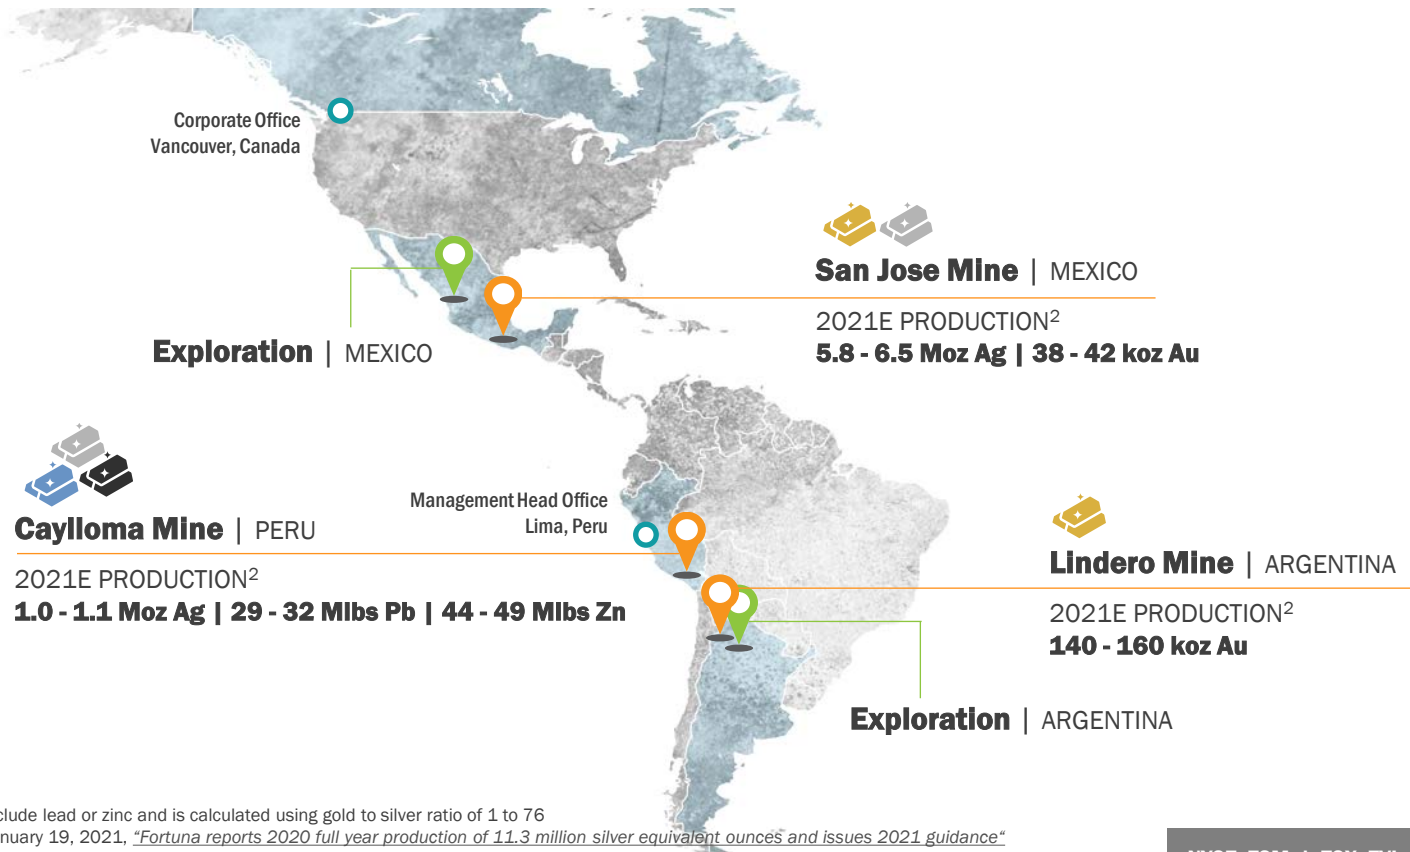 Corporate Office
Vancouver, Canada
San Jose Mine | MEXICO
2021E PRODUCTION2
5.8 - 6.5 Moz Ag | 38 - 42 koz Au
Exploration | MEXICO
Management Head Office
Lima, Peru
Caylloma Mine | PERU
2021E PRODUCTION2
1.0 - 1.1 Moz Ag | 29 - 32 Mlbs Pb | 44 - 49 Mlbs Zn
Lindero Mine | ARGENTINA
2021E PRODUCTION2
140 - 160 koz Au
Exploration | ARGENTINA
clude lead or zinc and is calculated using gold to silver ratio of 1 to 76
nuary 19, 2021, “Fortuna reports 2020 full year production of 11.3 million silver equivalent ounces and issues 2021 guidance“